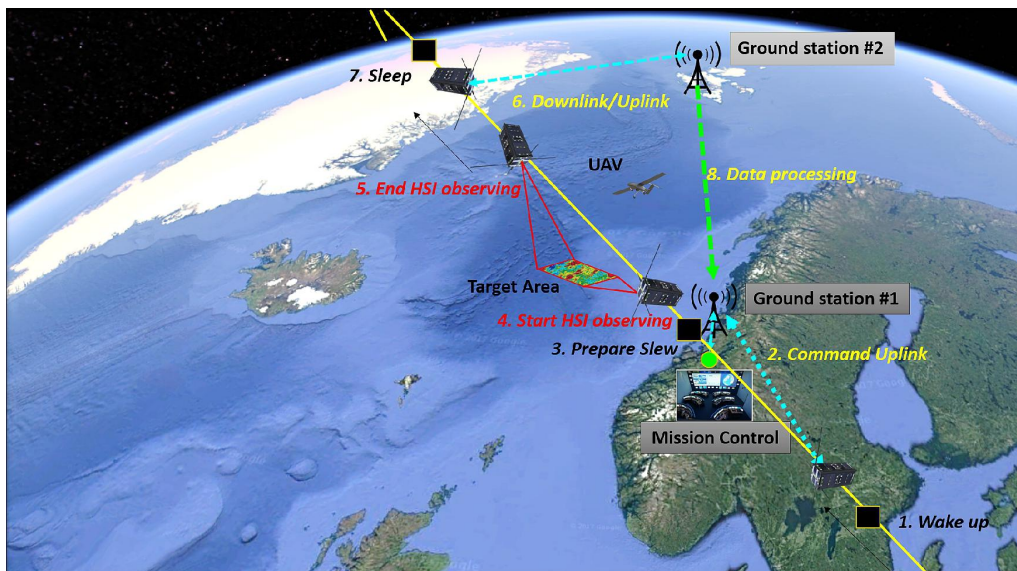 Ground station #2
7. Sleep
6. Downlink/Uplink
UAV
8. Data processing
5. End HSI observing
Target Area
Ground station #1
4. Start HSI observing
3. Prepare Slew
2. Command Uplink
Mission Control
1. Wake up